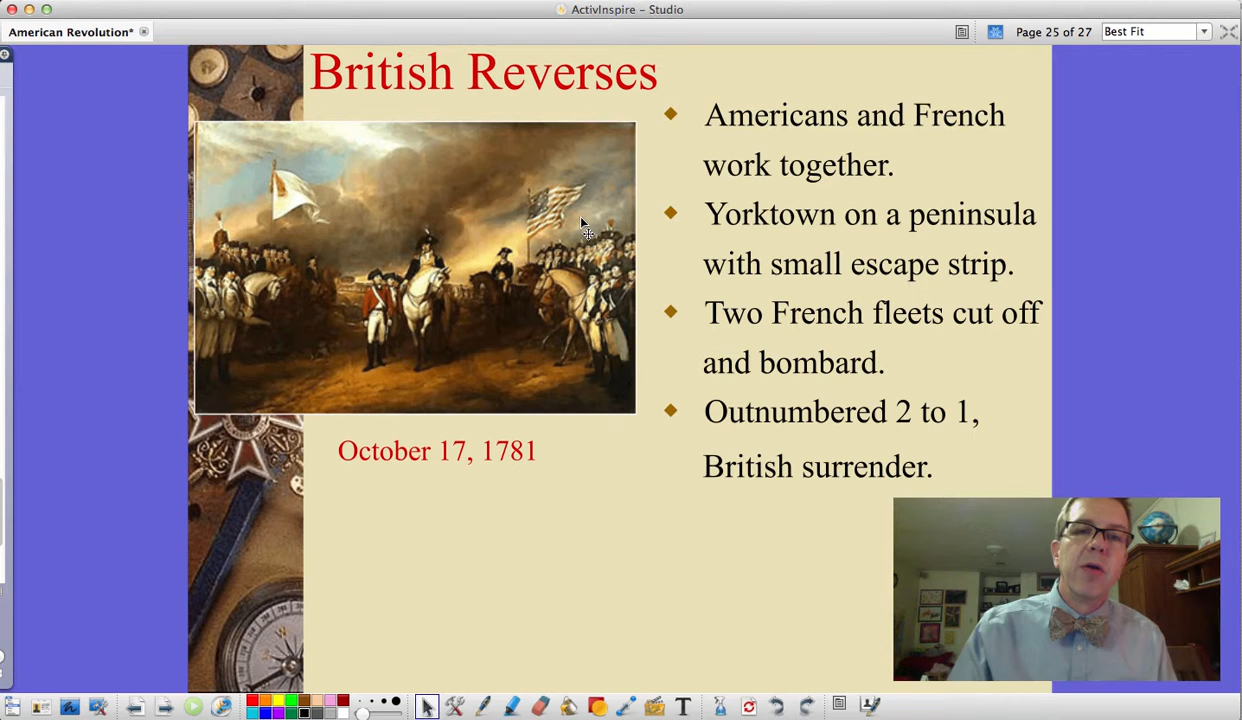 ActivInspire – Studio
American Revolution*
Page 25 of 27
Best Fit
British Reverses
Americans and French
work together.
Yorktown on a peninsula
with small escape strip.
Two French fleets cut off
and bombard.
Outnumbered 2 to 1,
British surrender.
October 17, 1781